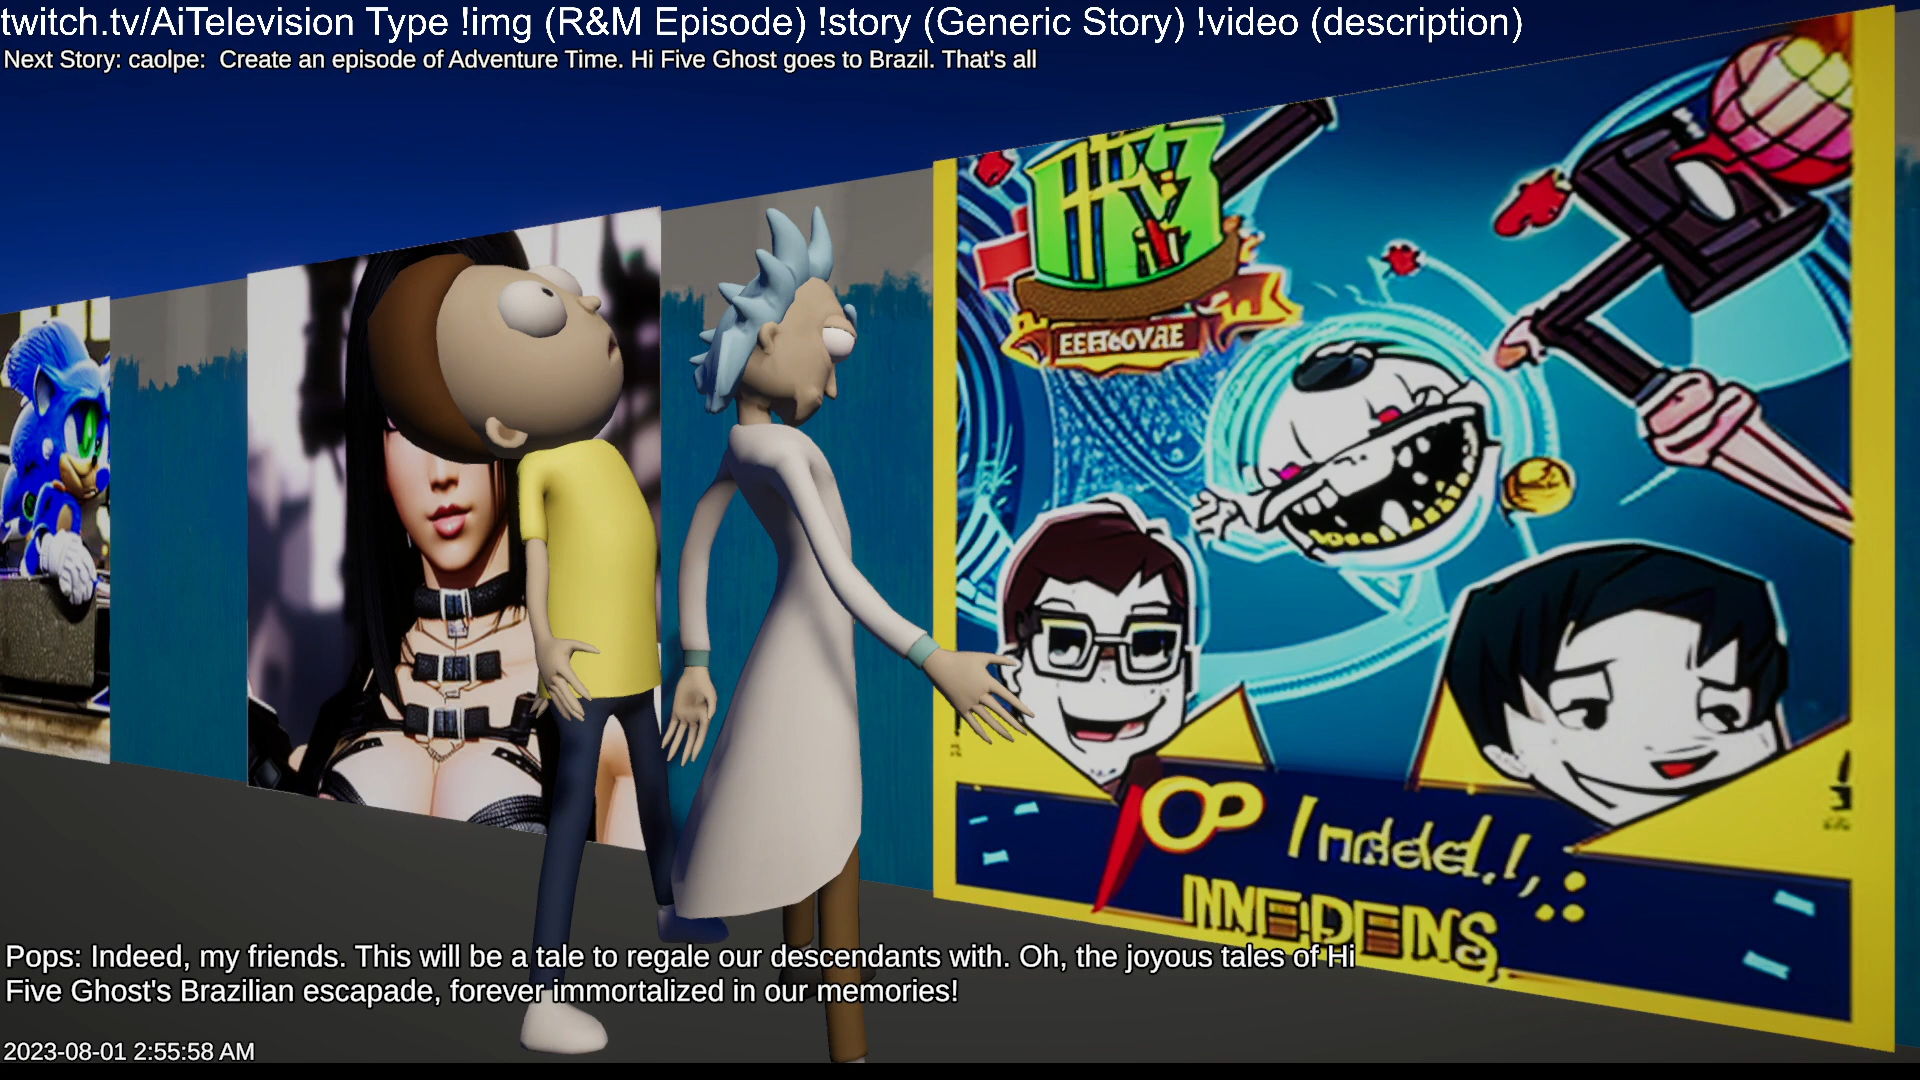 twitch.tv/AiTelevision Type !img (R&M Episode) !story (Generic Story) !video (description)
Next Story: caolpe:  Create an episode of Adventure Time. Hi Five Ghost goes to Brazil. That's all
Pops: Indeed, my friends. This will be a tale to regale our descendants with. Oh, the joyous tales of Hi
Five Ghost's Brazilian escapade, forever immortalized in our memories!
2023-08-01 2:55:58 AM